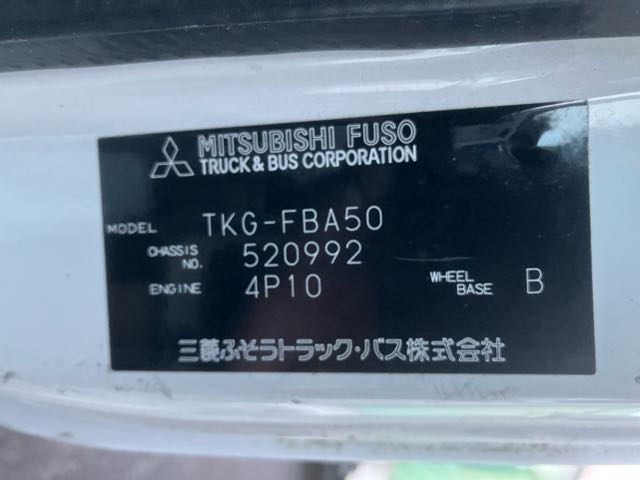 MITSUBISHI FUSO
TRUCK & BUS CORPORATION
MODEL TKG-FBA50
CHASSIS NO. 520992
ENGINE 4P10 WHEEL BASE B
三菱ふそうトラック・バス株式会社